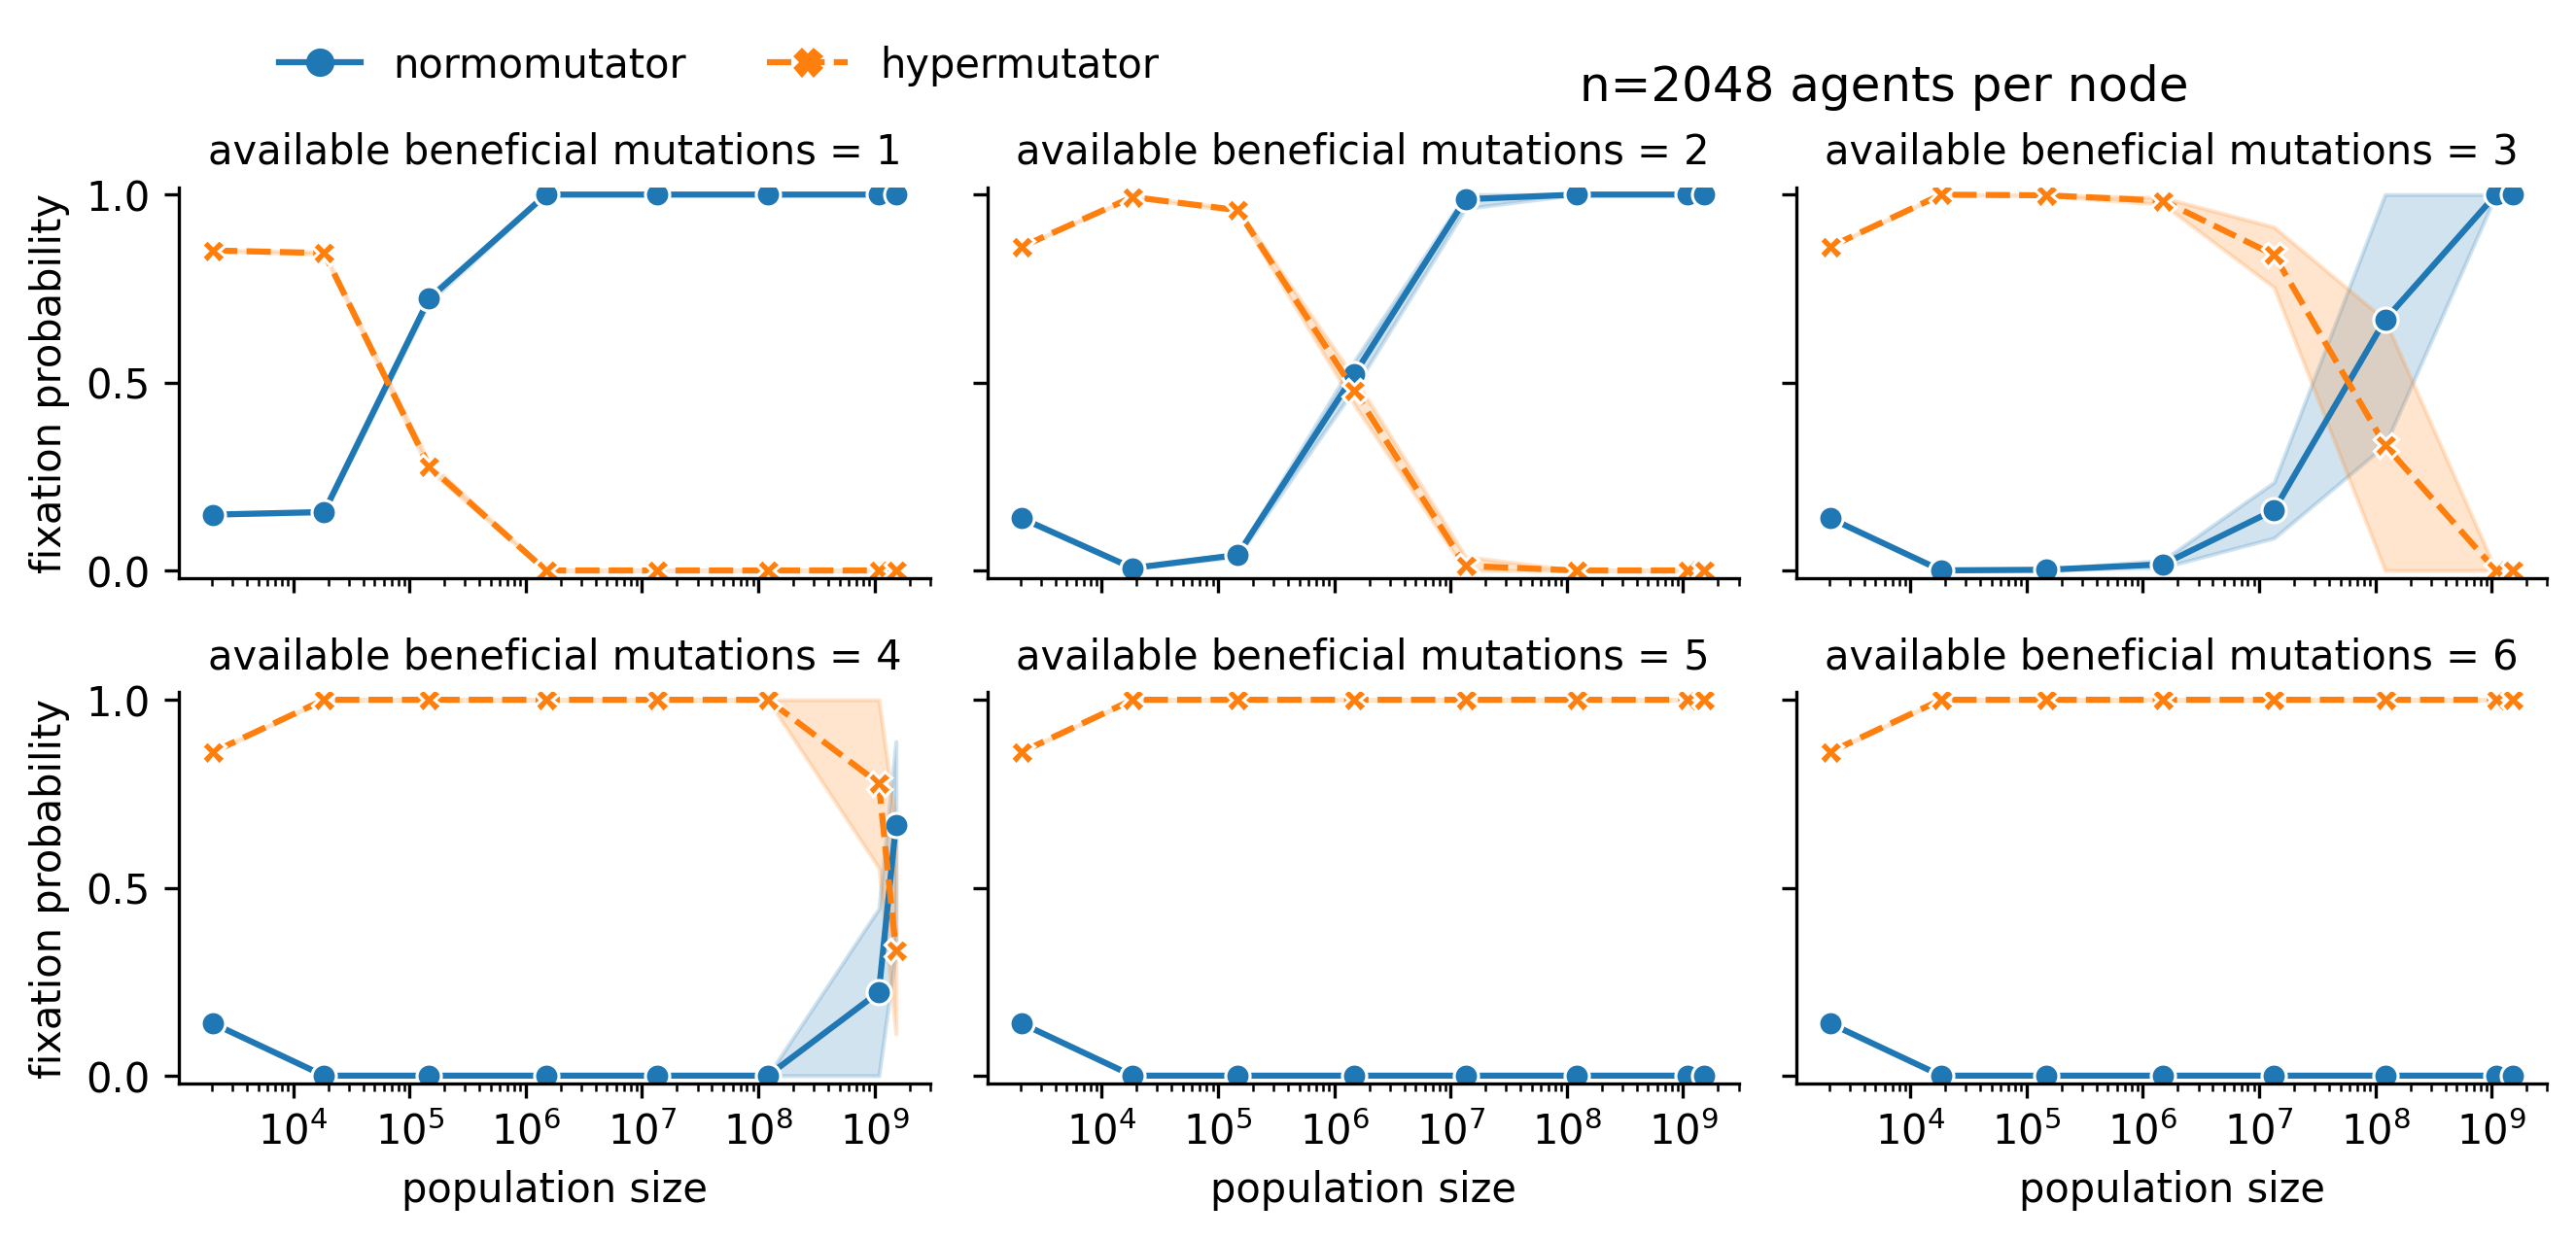 normomutator hypermutator
n=2048 agents per node
available beneficial mutations = 1 available beneficial mutations = 2 available beneficial mutations = 3
1.0
0.5
0.0
fixation probability
available beneficial mutations = 4 available beneficial mutations = 5 available beneficial mutations = 6
1.0
0.5
0.0
fixation probability
10⁴ 10⁵ 10⁶ 10⁷ 10⁸ 10⁹ 10⁴ 10⁵ 10⁶ 10⁷ 10⁸ 10⁹ 10⁴ 10⁵ 10⁶ 10⁷ 10⁸ 10⁹
population size population size population size